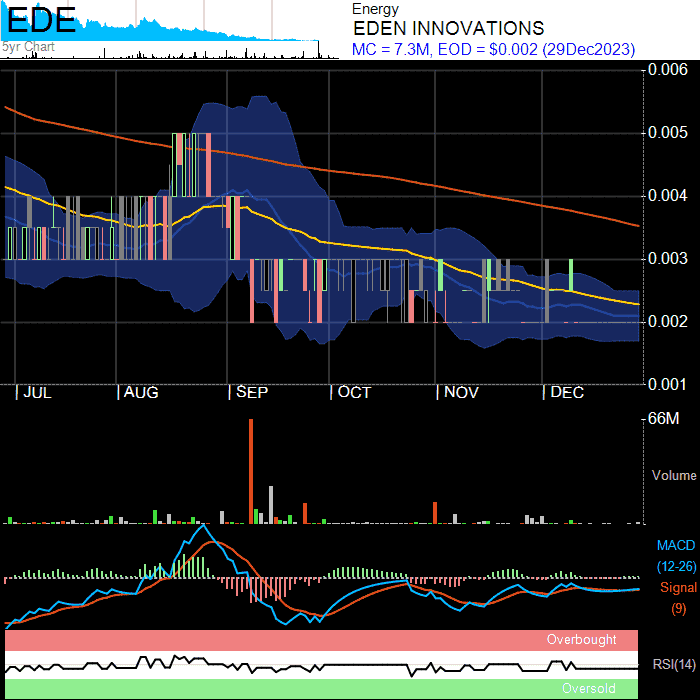 EDE
5yr Chart
Energy
EDEN INNOVATIONS
MC = 7.3M, EOD = $0.002 (29Dec2023)
0.006
0.005
0.004
0.003
0.002
0.001
JUL AUG SEP OCT NOV DEC
66M
Volume
MACD
(12-26)
Signal
(9)
Overbought
RSI(14)
Oversold